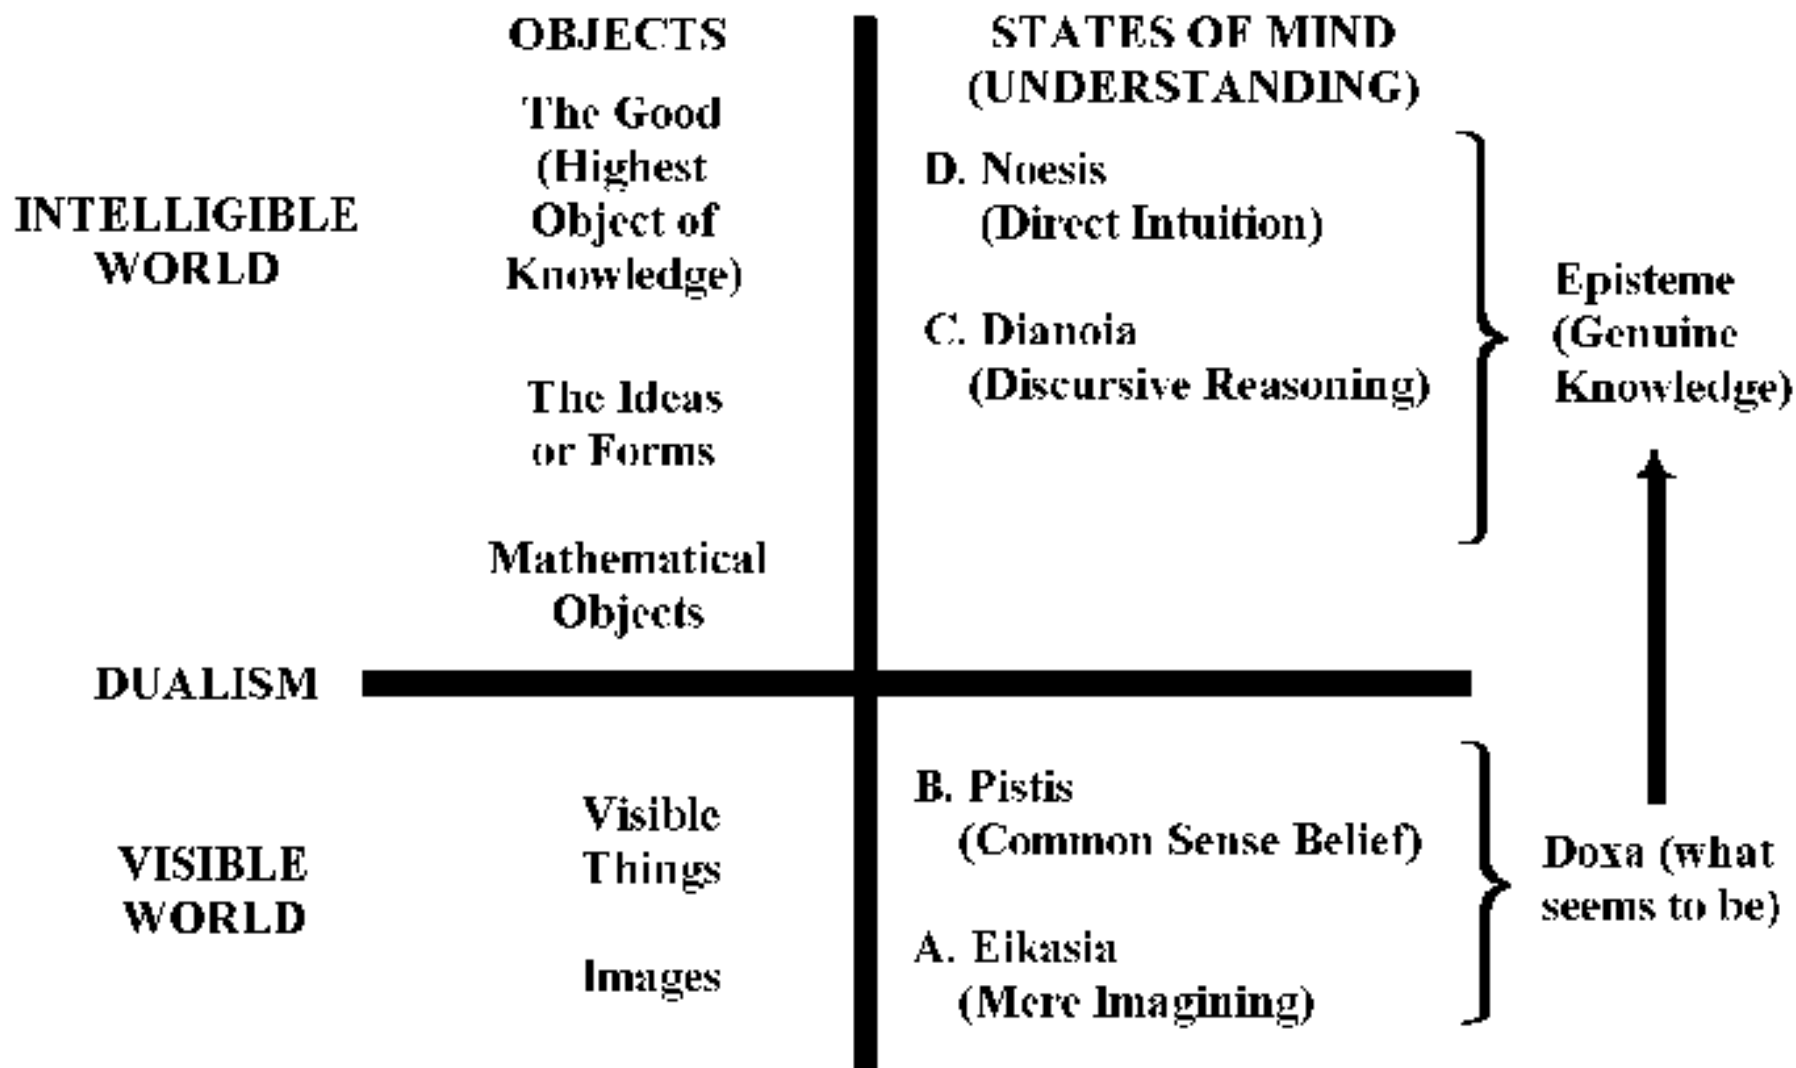 OBJECTS
The Good
(Highest
Object of
Knowledge)
INTELLIGIBLE
WORLD
The Ideas
or Forms
Mathematical
Objects
STATES OF MIND
(UNDERSTANDING)
D. Noesis
(Direct Intuition)
C. Dianoia
(Discursive Reasoning)
Episteme
(Genuine
Knowledge)
DUALISM
VISIBLE
WORLD
Visible
Things
Images
B. Pistis
(Common Sense Belief)
A. Eikasia
(Mere Imagining)
Doxa (what
seems to be)